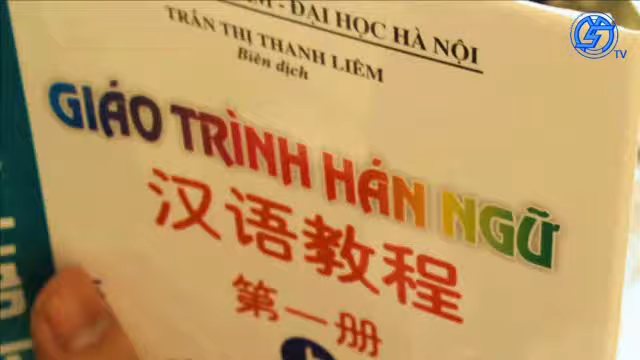 - ĐẠI HỌC HÀ NỘI
TRẦN THỊ THANH LIÊM
Biên dịch
GIÁO TRÌNH HÁN NGỮ
汉语教程
第一册
TV